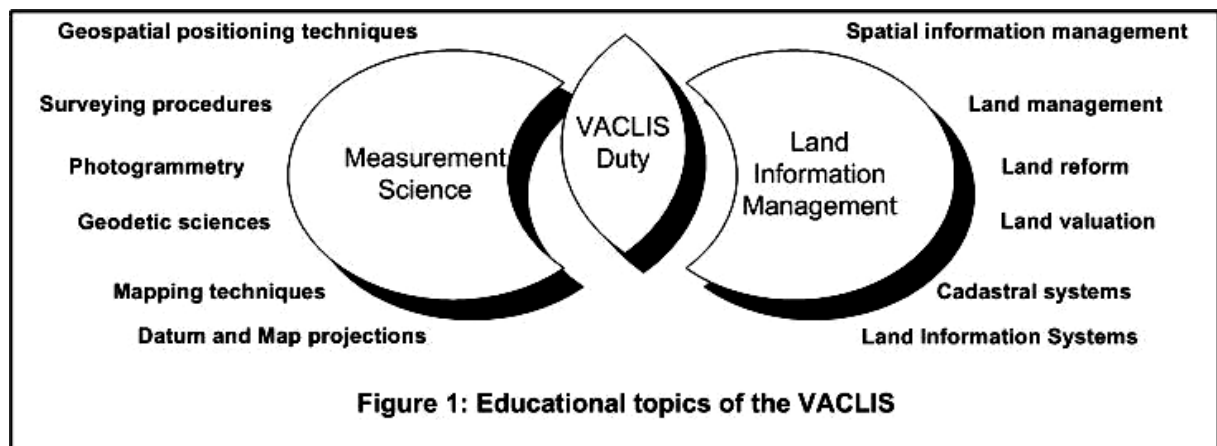 Geospatial positioning techniques
Surveying procedures
Photogrammetry
Geodetic sciences
Mapping techniques
Datum and Map projections
Measurement
Science
VACLIS
Duty
Land
Information
Management
Spatial information management
Land management
Land reform
Land valuation
Cadastral systems
Land Information Systems
Figure 1: Educational topics of the VACLIS